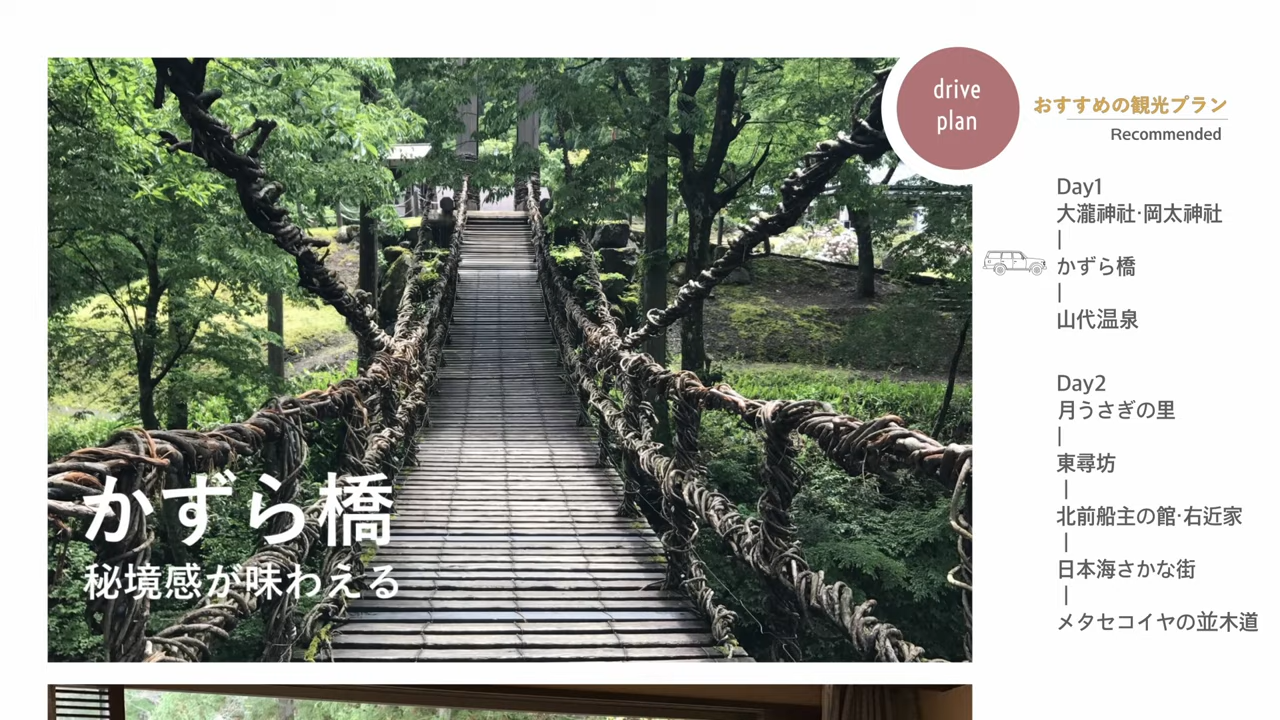 drive
plan
おすすめの観光プラン
Recommended
Day1
大瀧神社·岡太神社
|
かずら橋
|
山代温泉
Day2
月うさぎの里
|
東尋坊
|
北前船主の館·右近家
|
日本海さかな街
|
メタセコイヤの並木道
かずら橋
秘境感が味わえる